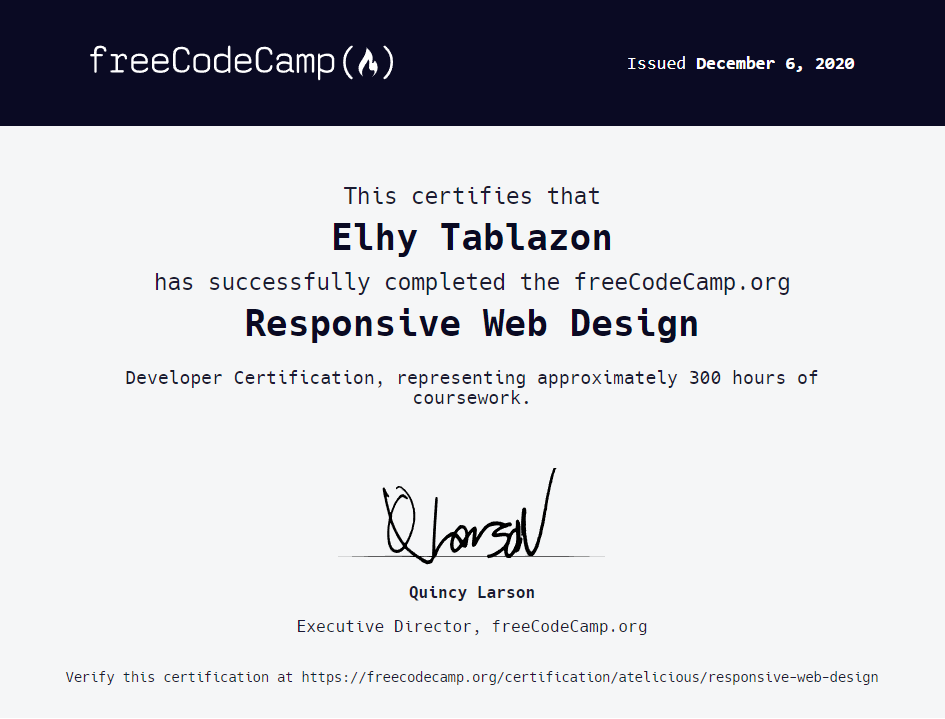 freeCodeCamp(🔥)
Issued December 6, 2020
This certifies that
Elhy Tablazon
has successfully completed the freeCodeCamp.org
Responsive Web Design
Developer Certification, representing approximately 300 hours of
coursework.
Q Larson
Quincy Larson
Executive Director, freeCodeCamp.org
Verify this certification at https://freecodecamp.org/certification/atelicious/responsive-web-design